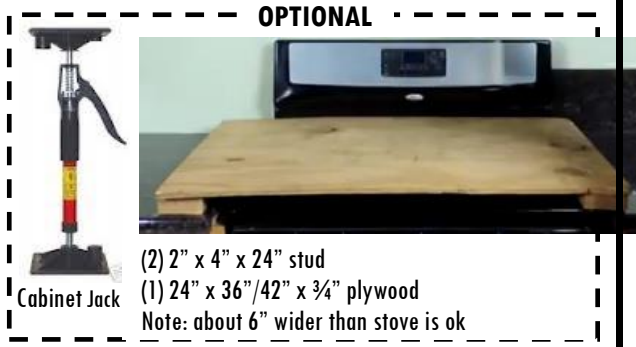 OPTIONAL
(2) 2” x 4” x 24” stud
(1) 24” x 36”/42” x ¾” plywood
Note: about 6” wider than stove is ok
Cabinet Jack